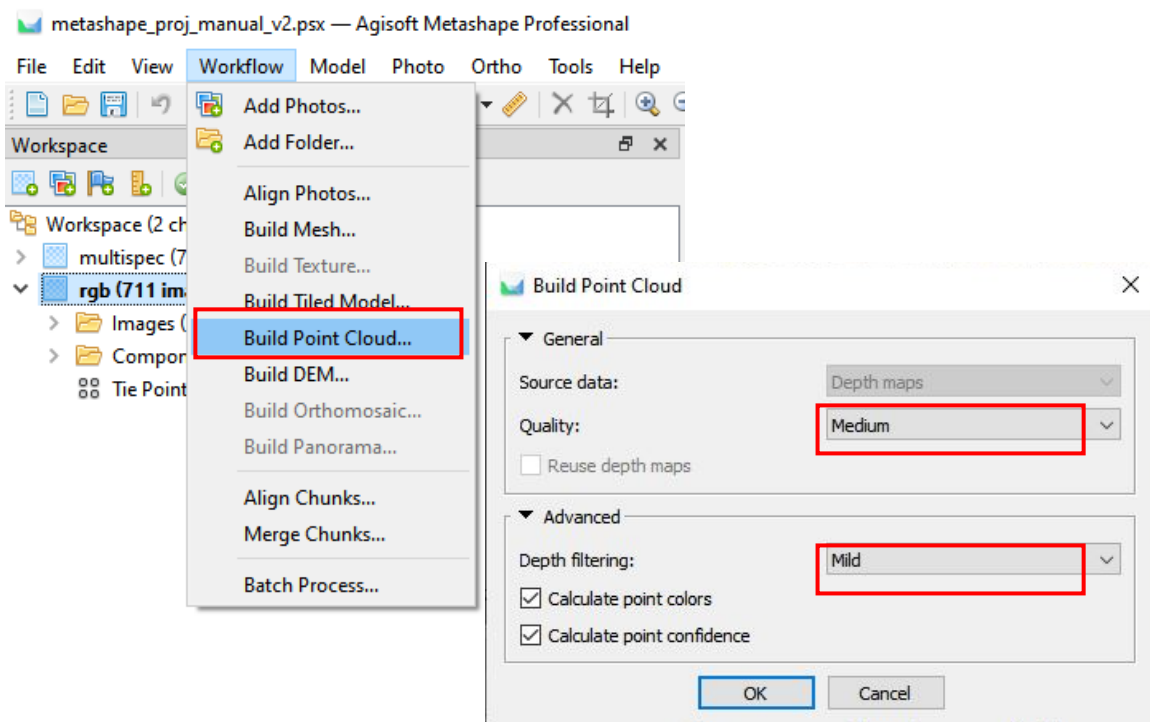 metashape_proj_manual_v2.psx — Agisoft Metashape Professional
File Edit View Workflow Model Photo Ortho Tools Help
Workspace
Workspace (2 ch
multispec (7
rgb (711 im
Images (
Compor
Tie Point
Add Photos...
Add Folder...
Align Photos...
Build Mesh...
Build Texture...
Build Tiled Model...
Build Point Cloud...
Build DEM...
Build Orthomosaic...
Build Panorama...
Align Chunks...
Merge Chunks...
Batch Process...
Build Point Cloud
General
Source data: Depth maps
Quality: Medium
Reuse depth maps
Advanced
Depth filtering: Mild
Calculate point colors
Calculate point confidence
OK Cancel